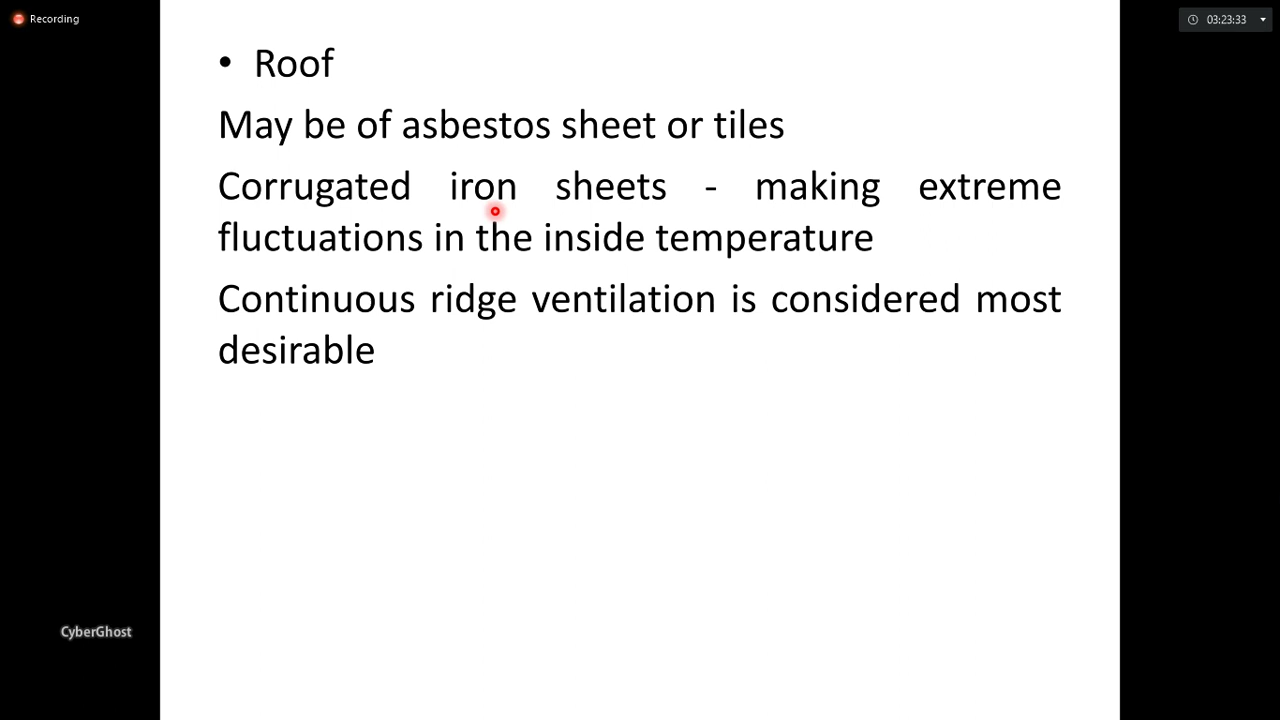 Recording
03:23:33
• Roof
May be of asbestos sheet or tiles
Corrugated iron sheets - making extreme
fluctuations in the inside temperature
Continuous ridge ventilation is considered most
desirable
CyberGhost